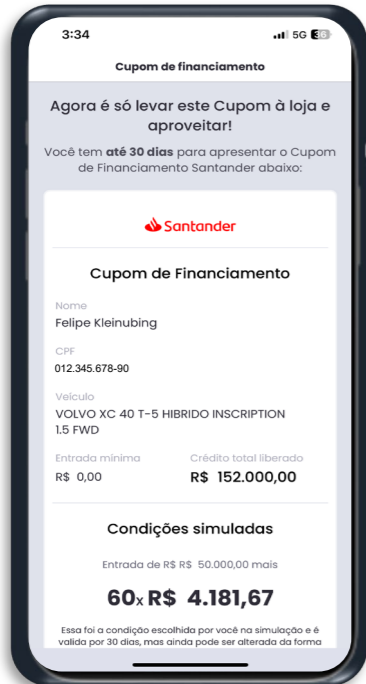 3:34
5G 36
Cupom de financiamento
Agora é só levar este Cupom à loja e
aproveitar!
Você tem até 30 dias para apresentar o Cupom
de Financiamento Santander abaixo:
Santander
Cupom de Financiamento
Nome
Felipe Kleinubing
CPF
012.345.678-90
Veículo
VOLVO XC 40 T-5 HIBRIDO INSCRIPTION
1.5 FWD
Entrada mínima Crédito total liberado
R$ 0,00 R$ 152.000,00
Condições simuladas
Entrada de R$ R$ 50.000,00 mais
60x R$ 4.181,67
Essa foi a condição escolhida por você na simulação e é
valida por 30 dias, mas ainda pode ser alterada da forma